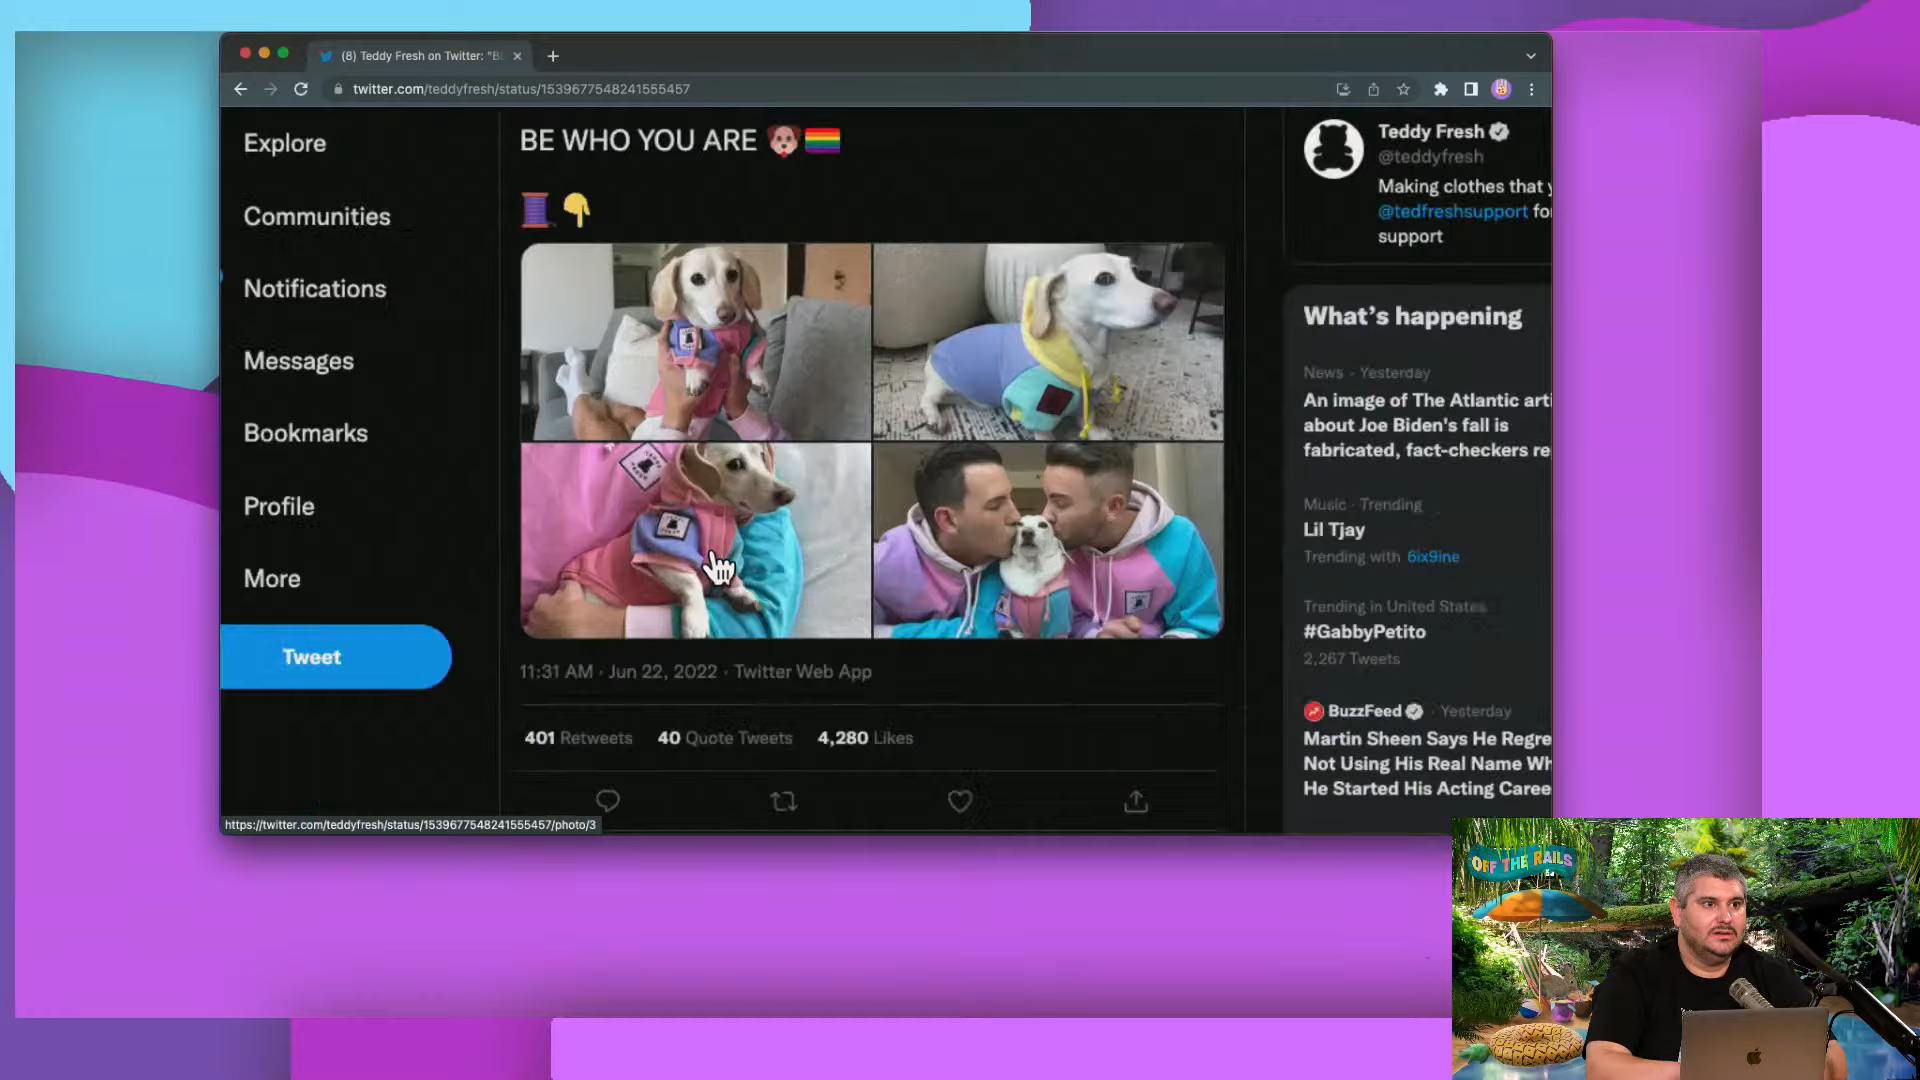 (8) Teddy Fresh on Twitter: "B
twitter.com/teddyfresh/status/1539677548241555457
Explore
Communities
Notifications
Messages
Bookmarks
Profile
More
Tweet
BE WHO YOU ARE 🐶🏳️‍🌈
🧵👇
11:31 AM · Jun 22, 2022 · Twitter Web App
401 Retweets 40 Quote Tweets 4,280 Likes
Teddy Fresh
@teddyfresh
Making clothes that y
@tedfreshsupport for
support
What's happening
News · Yesterday
An image of The Atlantic arti
about Joe Biden's fall is
fabricated, fact-checkers re
Music · Trending
Lil Tjay
Trending with 6ix9ine
Trending in United States
#GabbyPetito
2,267 Tweets
BuzzFeed · Yesterday
Martin Sheen Says He Regre
Not Using His Real Name Wh
He Started His Acting Caree
https://twitter.com/teddyfresh/status/1539677548241555457/photo/3
OFF THE RAILS